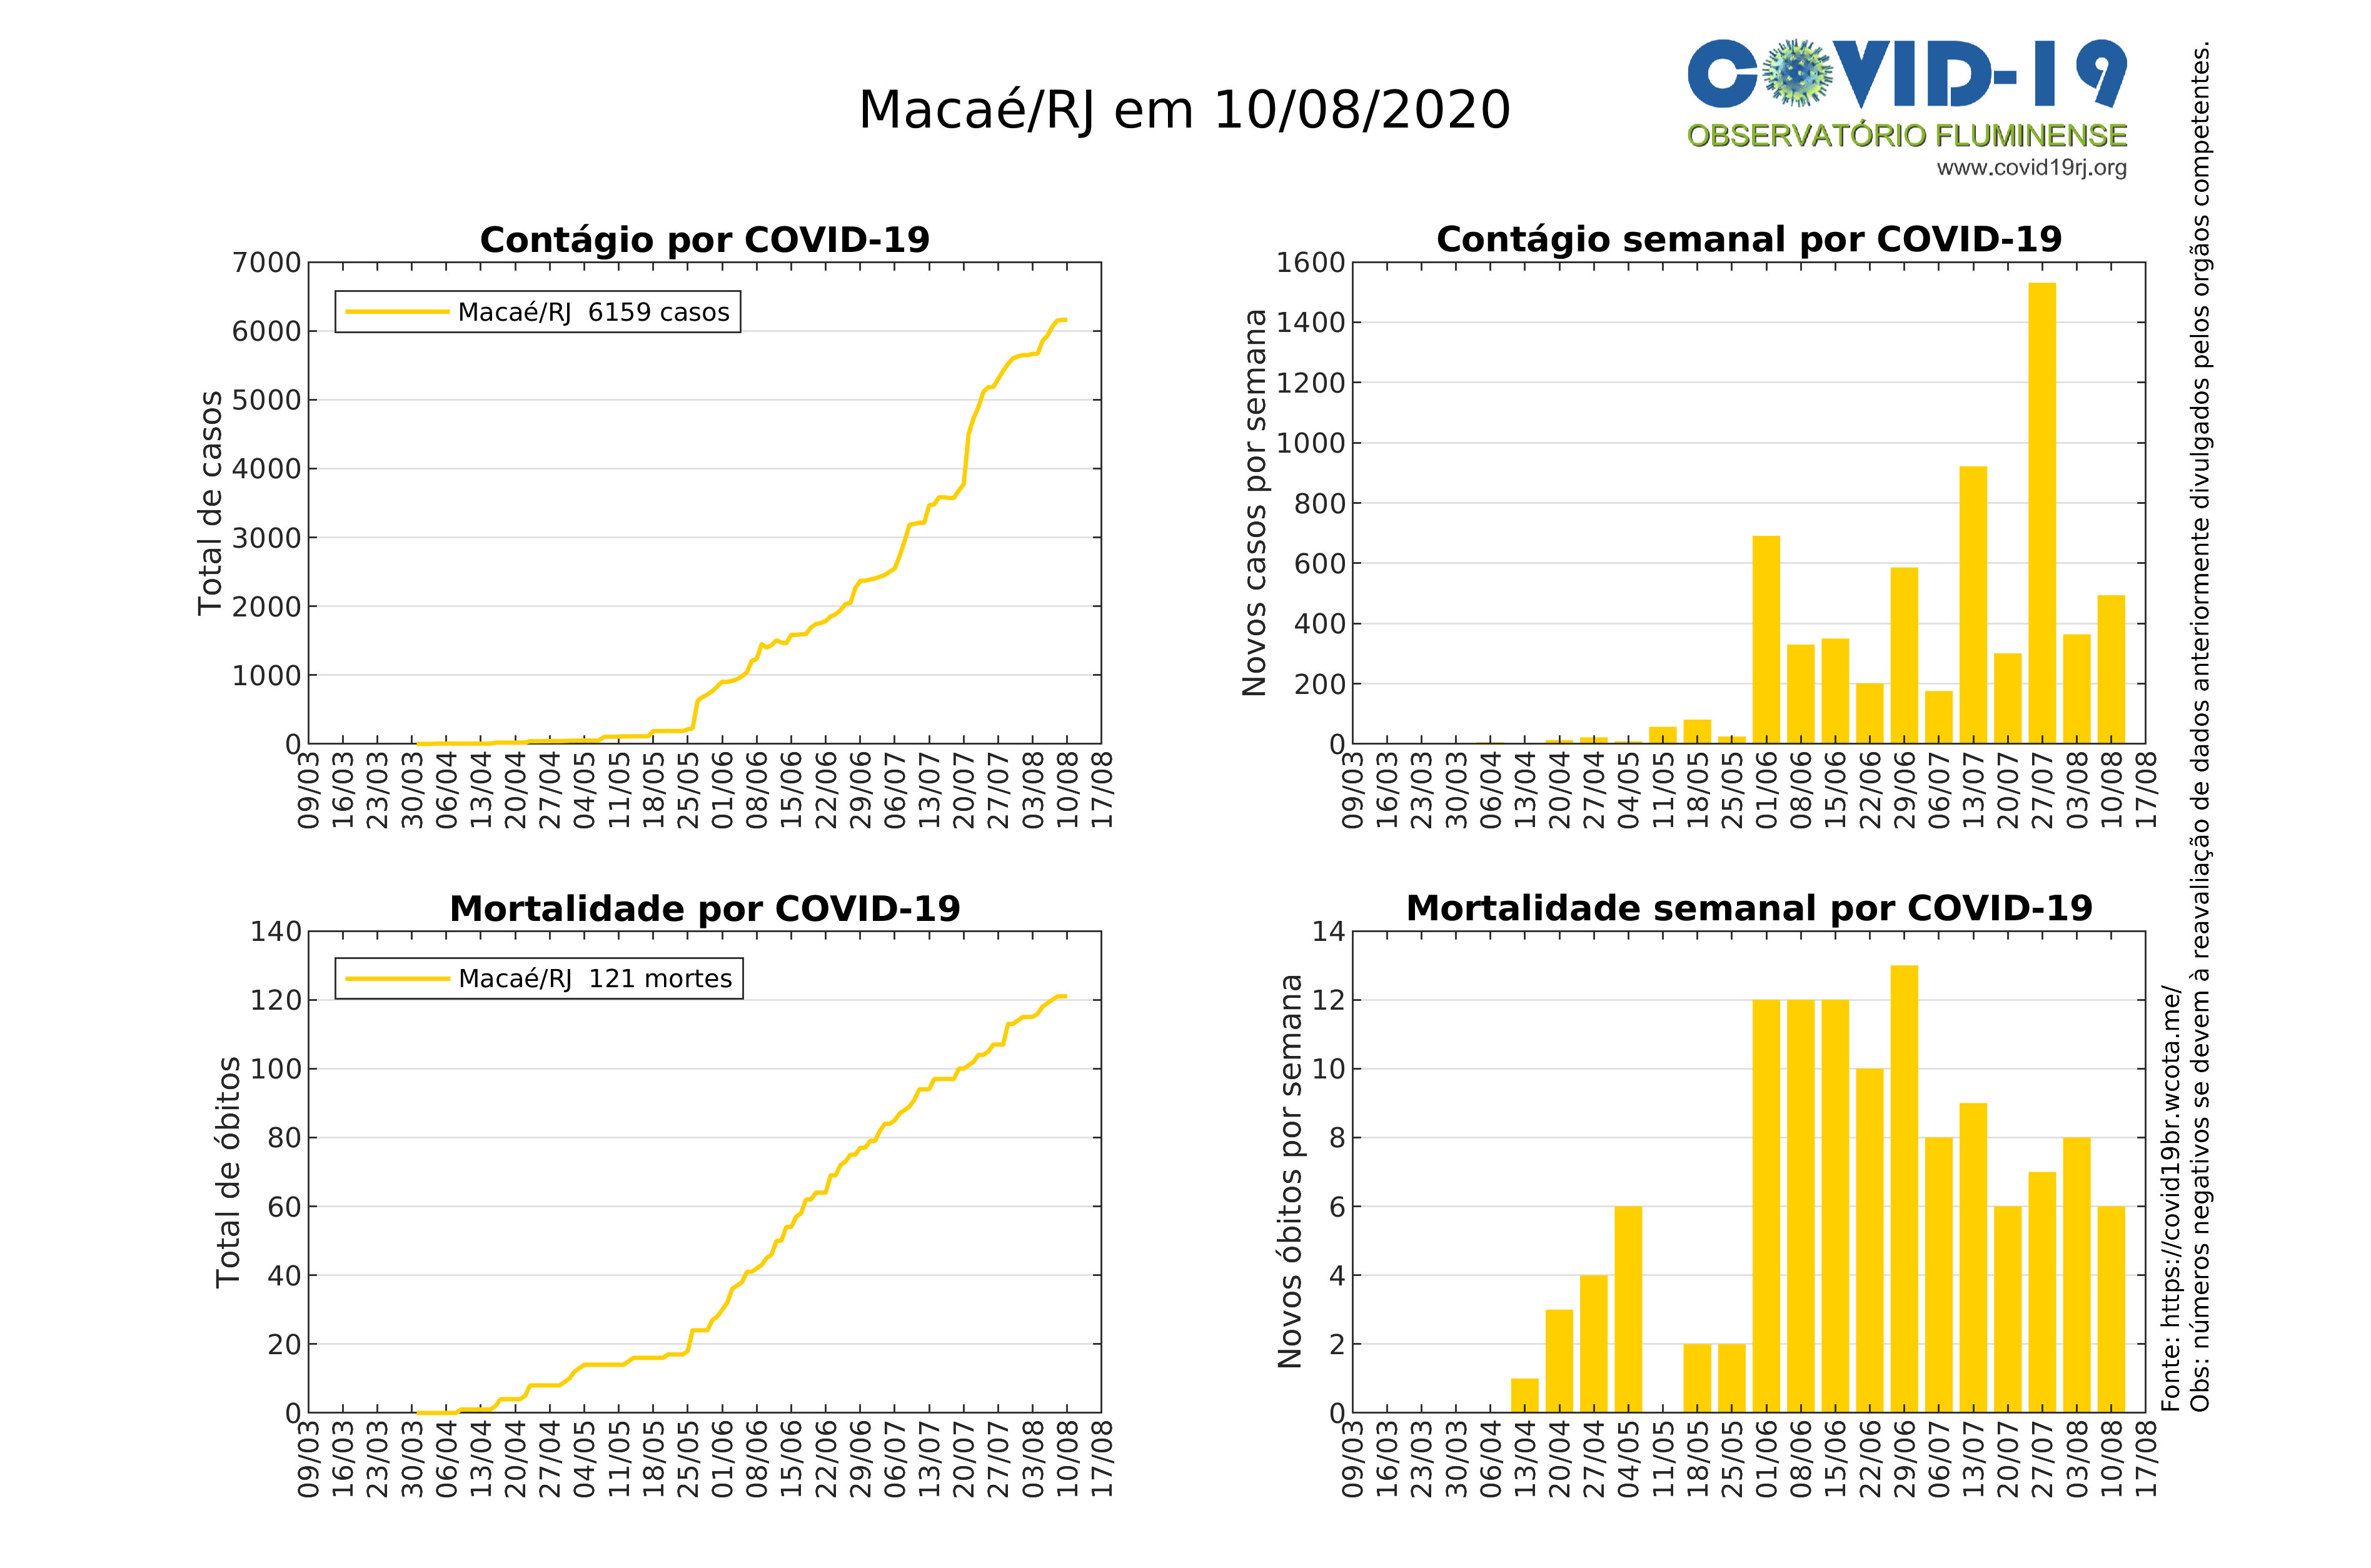 Macaé/RJ em 10/08/2020
COVID-19
OBSERVATÓRIO FLUMINENSE
www.covid19rj.org
Contágio por COVID-19
Total de casos
7000
6000
5000
4000
3000
2000
1000
0
Macaé/RJ 6159 casos
09/03 16/03 23/03 30/03 06/04 13/04 20/04 27/04 04/05 11/05 18/05 25/05 01/06 08/06 15/06 22/06 29/06 06/07 13/07 20/07 27/07 03/08 10/08 17/08
Contágio semanal por COVID-19
Novos casos por semana
1600
1400
1200
1000
800
600
400
200
0
09/03 16/03 23/03 30/03 06/04 13/04 20/04 27/04 04/05 11/05 18/05 25/05 01/06 08/06 15/06 22/06 29/06 06/07 13/07 20/07 27/07 03/08 10/08 17/08
Mortalidade por COVID-19
Total de óbitos
140
120
100
80
60
40
20
0
Macaé/RJ 121 mortes
09/03 16/03 23/03 30/03 06/04 13/04 20/04 27/04 04/05 11/05 18/05 25/05 01/06 08/06 15/06 22/06 29/06 06/07 13/07 20/07 27/07 03/08 10/08 17/08
Mortalidade semanal por COVID-19
Novos óbitos por semana
14
12
10
8
6
4
2
0
09/03 16/03 23/03 30/03 06/04 13/04 20/04 27/04 04/05 11/05 18/05 25/05 01/06 08/06 15/06 22/06 29/06 06/07 13/07 20/07 27/07 03/08 10/08 17/08
Fonte: https://covid19br.wcota.me/
Obs: números negativos se devem à reavaliação de dados anteriormente divulgados pelos orgãos competentes.